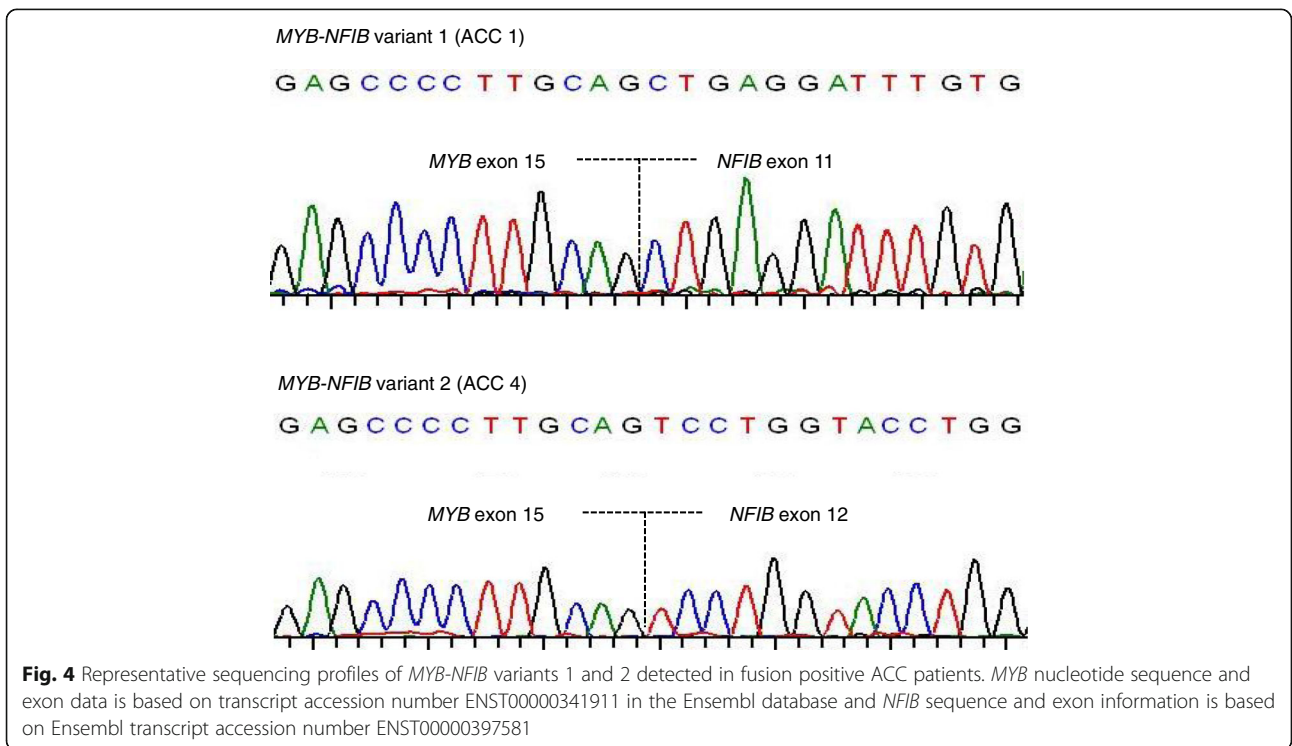 MYB-NFIB variant 1 (ACC 1)
G A G C C C C T T G C A G C T G A G G A T T T G T G
MYB exon 15 NFIB exon 11
MYB-NFIB variant 2 (ACC 4)
G A G C C C C T T G C A G T C C T G G T A C C T G G
MYB exon 15 NFIB exon 12
Fig. 4 Representative sequencing profiles of MYB-NFIB variants 1 and 2 detected in fusion positive ACC patients. MYB nucleotide sequence and
exon data is based on transcript accession number ENST00000341911 in the Ensembl database and NFIB sequence and exon information is based
on Ensembl transcript accession number ENST00000397581